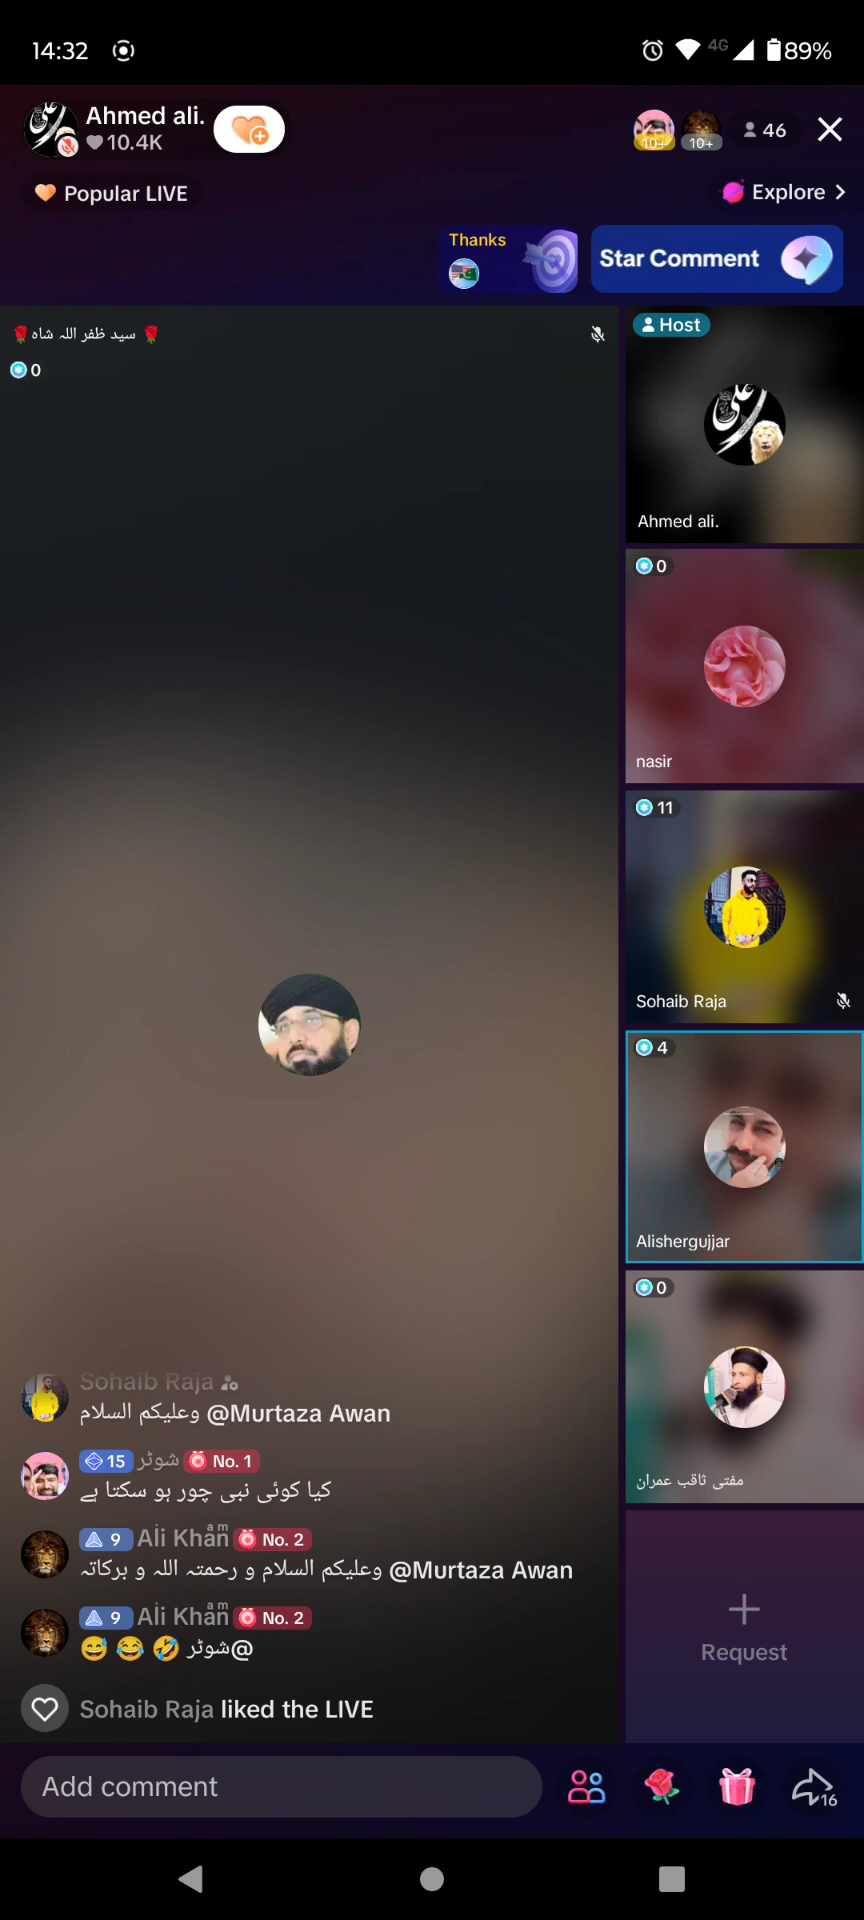 14:32
4G
89%
Ahmed ali.
10.4K
10+
10+
46
Popular LIVE
Explore
Thanks
Star Comment
🌹سید ظفر اللہ شاہ 🌹
0
Host
Ahmed ali.
0
nasir
11
Sohaib Raja
4
Alishergujjar
0
مفتی ثاقب عمران
Request
Sohaib Raja
وعلیکم السلام @Murtaza Awan
15 شوٹر No. 1
کیا کوئی نبی چور ہو سکتا ہے
9 Ali Khan No. 2
وعلیکم السلام و رحمتہ اللہ و برکاتہ @Murtaza Awan
9 Ali Khan No. 2
😅 😂 🤣 شوٹر@
Sohaib Raja liked the LIVE
Add comment
16